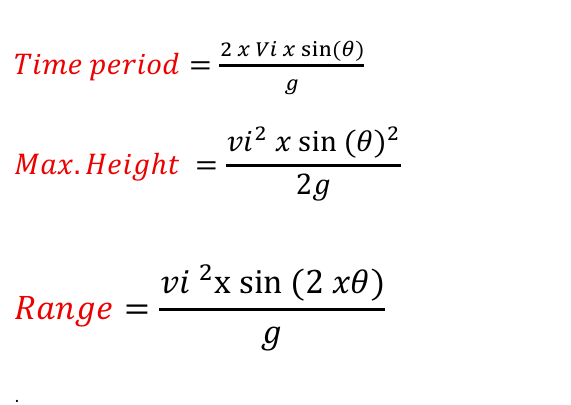 Time period = 2 x Vi x sin(θ) / g
Max. Height = vi² x sin (θ)² / 2g
Range = vi ²x sin (2 xθ) / g
.